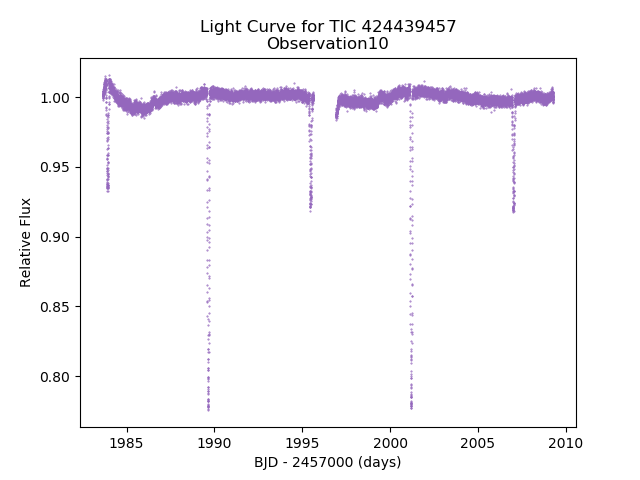 Light Curve for TIC 424439457
Observation10
1.00
0.95
0.90
0.85
0.80
Relative Flux
1985
1990
1995
2000
2005
2010
BJD - 2457000 (days)